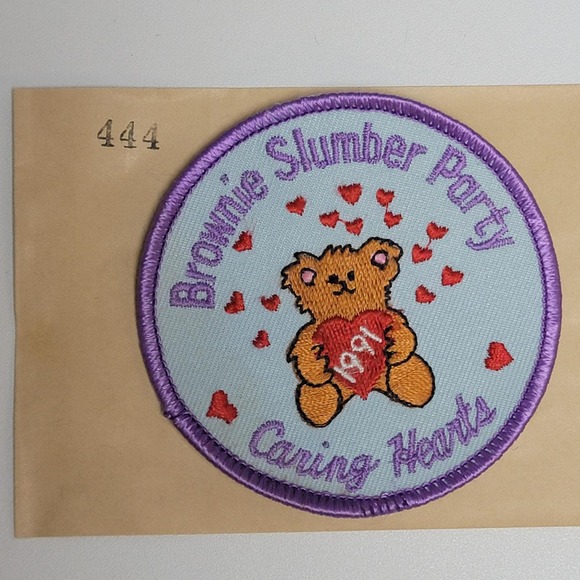 444
Brownie Slumber Party
1991
Caring Hearts